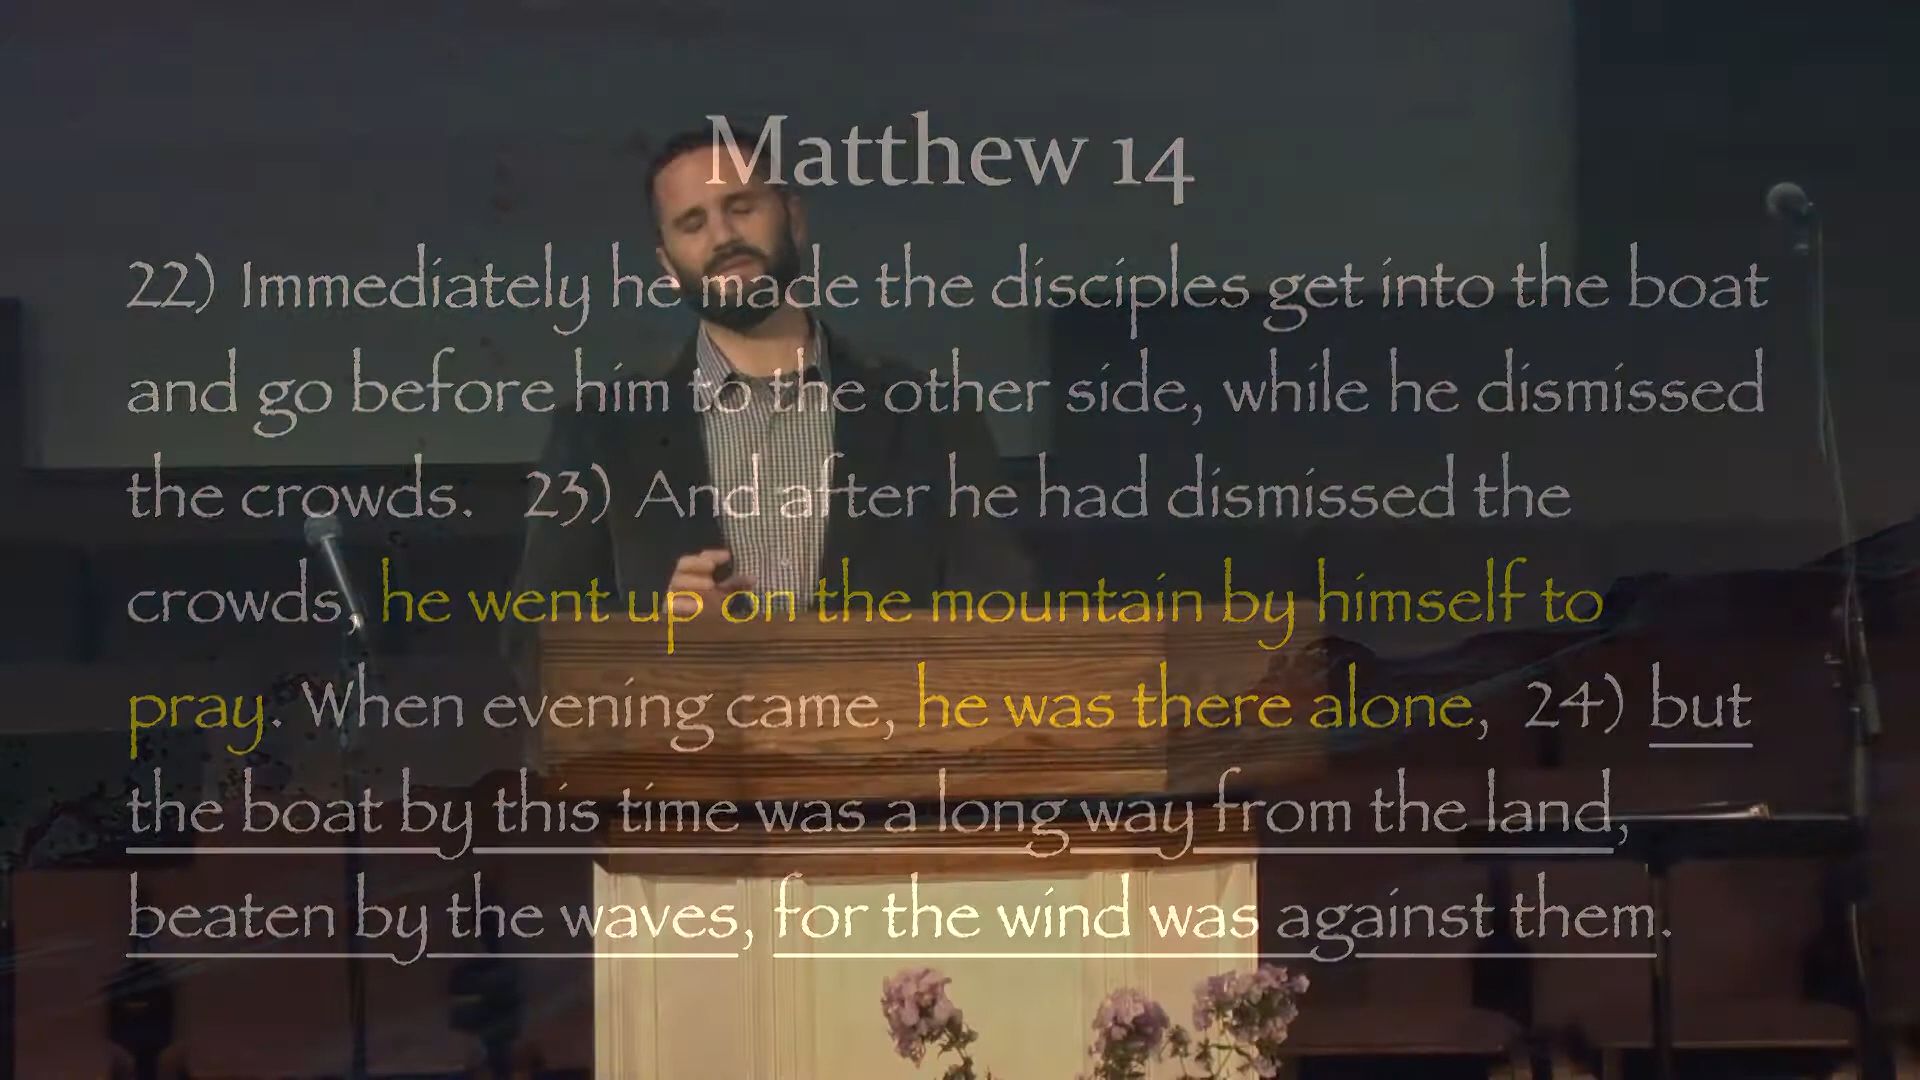 Matthew 14
22) Immediately he made the disciples get into the boat
and go before him to the other side, while he dismissed
the crowds. 23) And after he had dismissed the
crowds, he went up on the mountain by himself to
pray. When evening came, he was there alone, 24) but
the boat by this time was a long way from the land,
beaten by the waves, for the wind was against them.